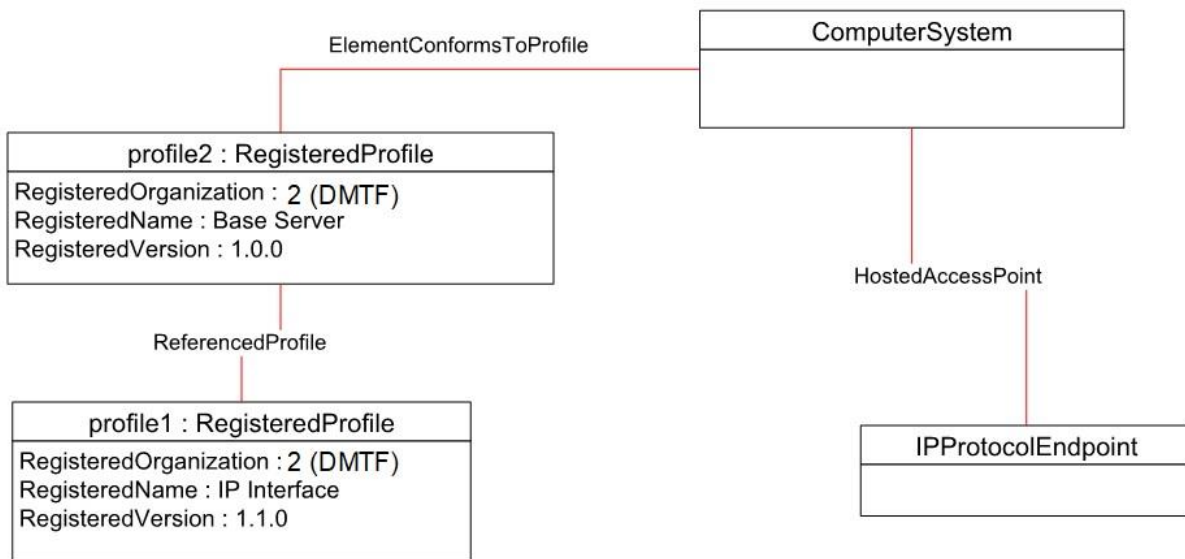 ElementConformsToProfile
ComputerSystem
profile2 : RegisteredProfile
RegisteredOrganization : 2 (DMTF)
RegisteredName : Base Server
RegisteredVersion : 1.0.0
HostedAccessPoint
ReferencedProfile
profile1 : RegisteredProfile
RegisteredOrganization : 2 (DMTF)
RegisteredName : IP Interface
RegisteredVersion : 1.1.0
IPProtocolEndpoint